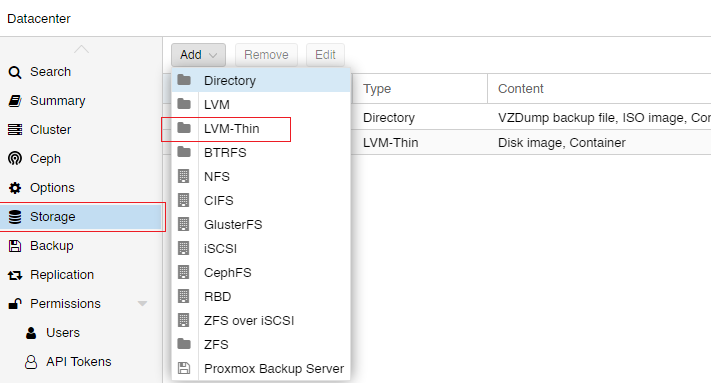 Datacenter
Search
Summary
Cluster
Ceph
Options
Storage
Backup
Replication
Permissions
Users
API Tokens
Add
Remove
Edit
Directory
LVM
LVM-Thin
BTRFS
NFS
CIFS
GlusterFS
iSCSI
CephFS
RBD
ZFS over iSCSI
ZFS
Proxmox Backup Server
Type
Content
Directory
VZDump backup file, ISO image, Cor
LVM-Thin
Disk image, Container